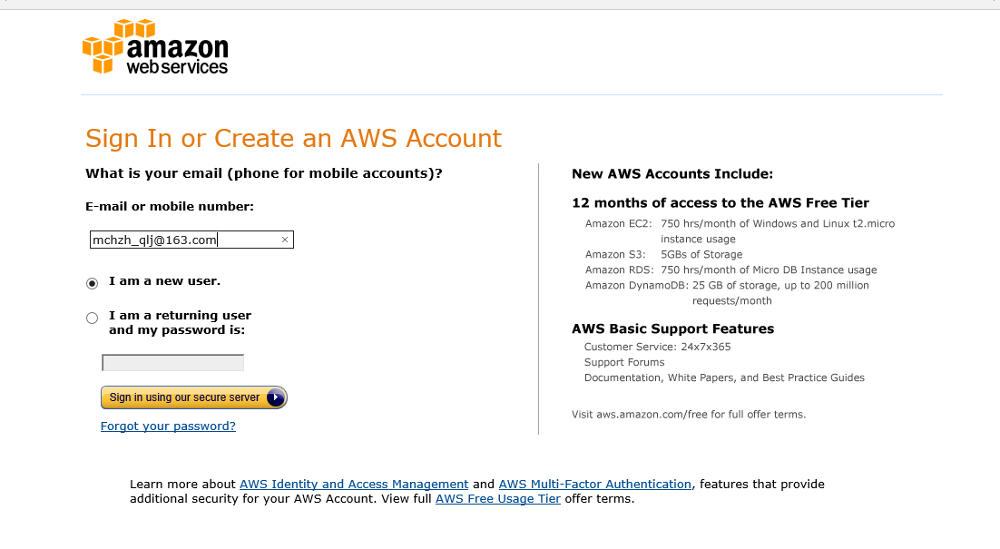 amazon
web services
Sign In or Create an AWS Account
What is your email (phone for mobile accounts)?
E-mail or mobile number:
mchzh_qlj@163.com
I am a new user.
I am a returning user
and my password is:
Sign in using our secure server
Forgot your password?
New AWS Accounts Include:
12 months of access to the AWS Free Tier
Amazon EC2: 750 hrs/month of Windows and Linux t2.micro
instance usage
Amazon S3: 5GBs of Storage
Amazon RDS: 750 hrs/month of Micro DB Instance usage
Amazon DynamoDB: 25 GB of storage, up to 200 million
requests/month
AWS Basic Support Features
Customer Service: 24x7x365
Support Forums
Documentation, White Papers, and Best Practice Guides
Visit aws.amazon.com/free for full offer terms.
Learn more about AWS Identity and Access Management and AWS Multi-Factor Authentication, features that provide
additional security for your AWS Account. View full AWS Free Usage Tier offer terms.